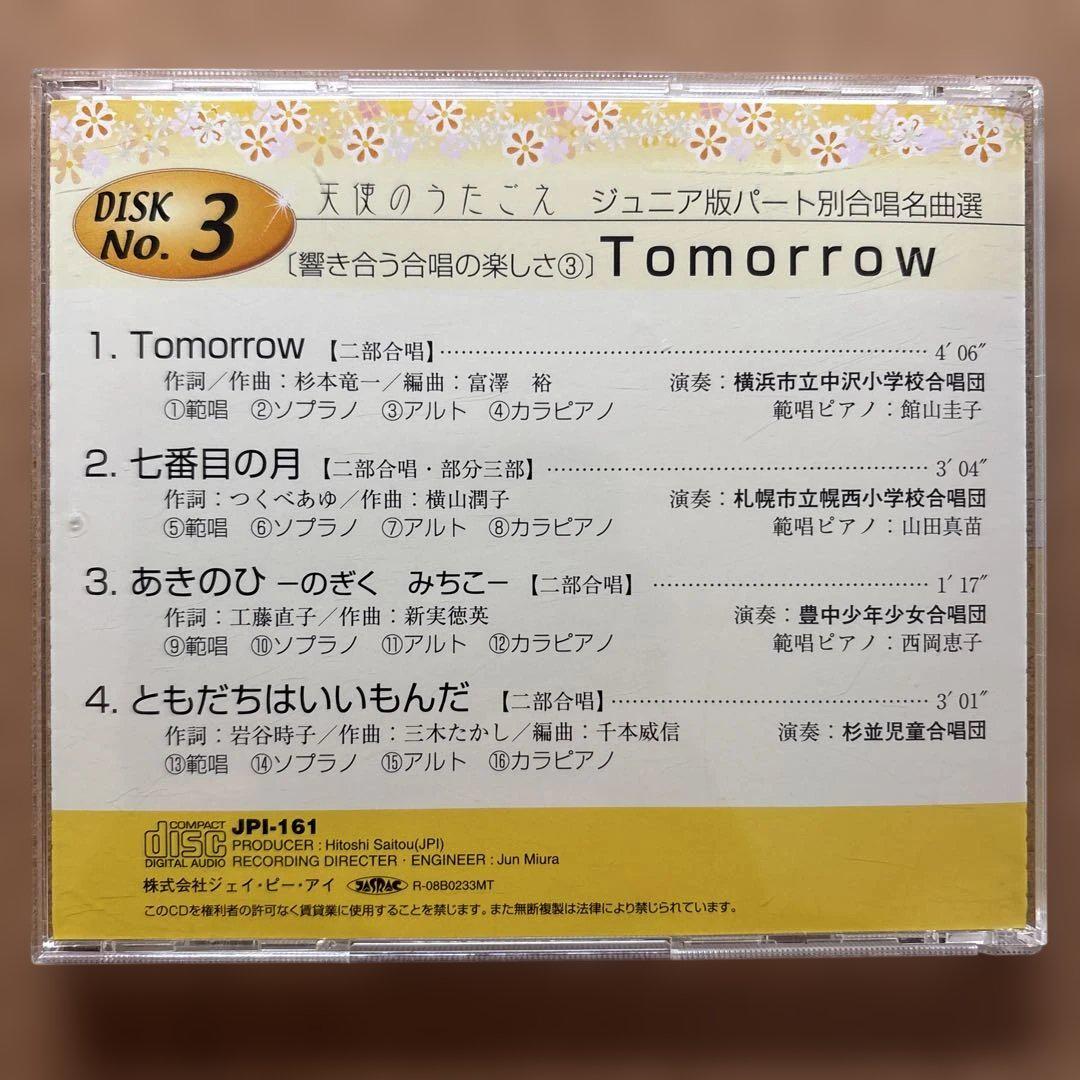 DISK No. 3
天使のうたごえ ジュニア版パート別合唱名曲選
〔響き合う合唱の楽しさ③〕Tomorrow
1. Tomorrow 【二部合唱】…… 4′06″
作詞／作曲：杉本竜一／編曲：富澤 裕 演奏：横浜市立中沢小学校合唱団
①範唱 ②ソプラノ ③アルト ④カラピアノ 範唱ピアノ：館山圭子
2. 七番目の月 【二部合唱・部分三部】…… 3′04″
作詞：つくべあゆ／作曲：横山潤子 演奏：札幌市立幌西小学校合唱団
⑤範唱 ⑥ソプラノ ⑦アルト ⑧カラピアノ 範唱ピアノ：山田真苗
3. あきのひ −のぎく みちこ− 【二部合唱】…… 1′17″
作詞：工藤直子／作曲：新実徳英 演奏：豊中少年少女合唱団
⑨範唱 ⑩ソプラノ ⑪アルト ⑫カラピアノ 範唱ピアノ：西岡恵子
4. ともだちはいいもんだ 【二部合唱】…… 3′01″
作詞：岩谷時子／作曲：三木たかし／編曲：千本威信 演奏：杉並児童合唱団
⑬範唱 ⑭ソプラノ ⑮アルト ⑯カラピアノ
COMPACT disc DIGITAL AUDIO
JPI-161
PRODUCER : Hitoshi Saitou(JPI)
RECORDING DIRECTER · ENGINEER : Jun Miura
株式会社ジェイ・ピー・アイ JASRAC R-08B0233MT
このCDを権利者の許可なく賃貸業に使用することを禁じます。また無断複製は法律により禁じられています。